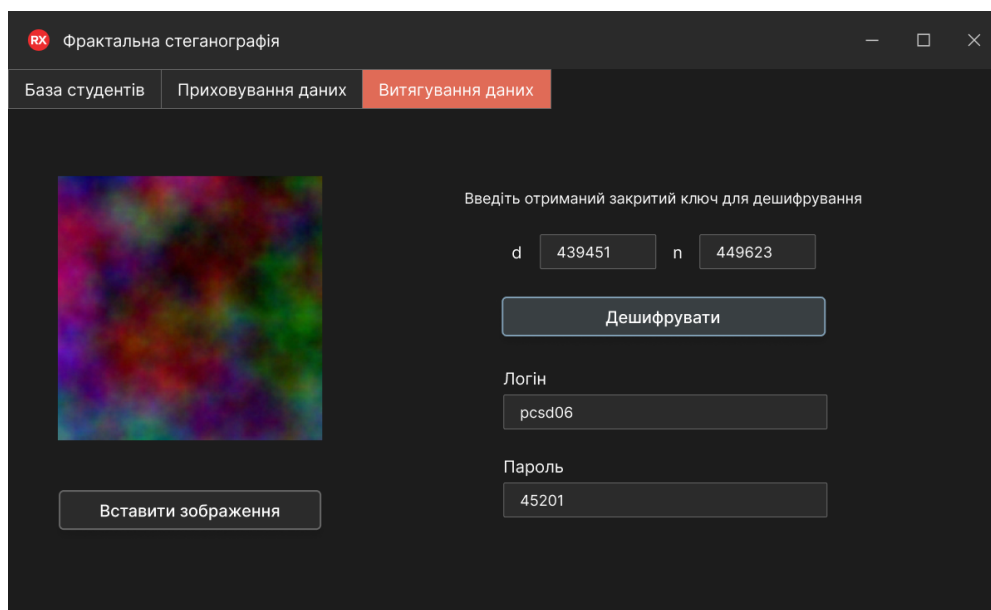 RX Фрактальна стеганографія
База студентів Приховування даних Витягування даних
Введіть отриманий закритий ключ для дешифрування
d 439451 n 449623
Дешифрувати
Логін
pcsd06
Пароль
45201
Вставити зображення